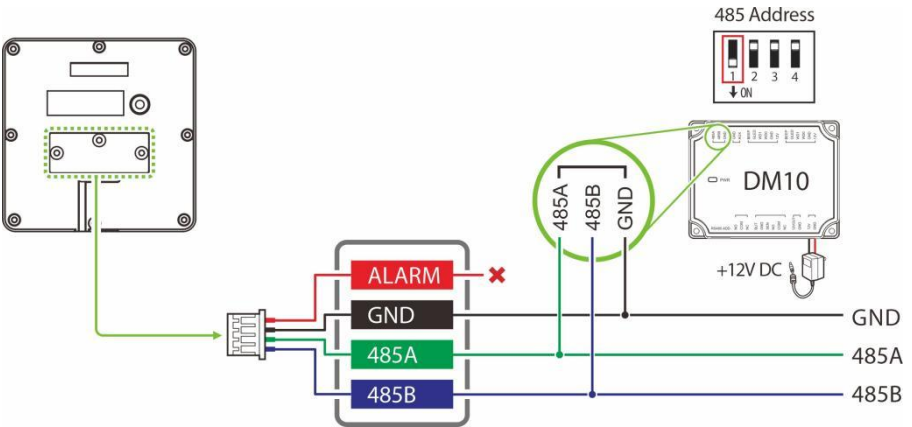 485 Address
1 2 3 4
ON
485A
485B
GND
PWR
DM10
+12V DC
ALARM
GND
485A
485B
GND
485A
485B